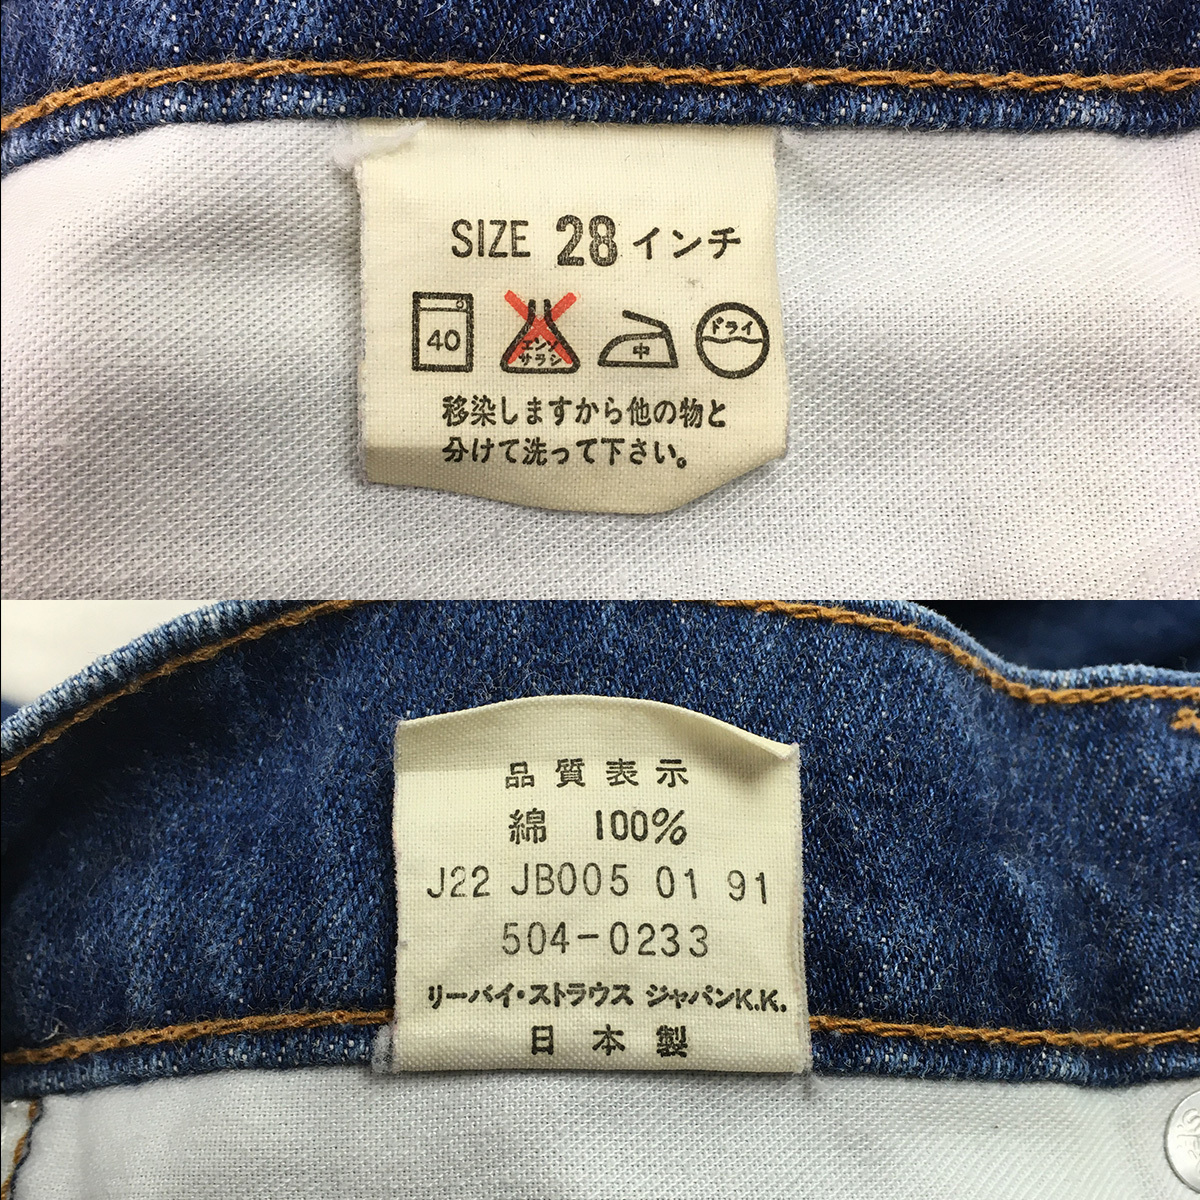 SIZE 28 インチ
40 エンソ サラシ 中 ドライ
移染しますから他の物と
分けて洗って下さい。
品質表示
綿 100%
J22 JB005 01 91
504-0233
リーバイ・ストラウス ジャパンK.K.
日本製